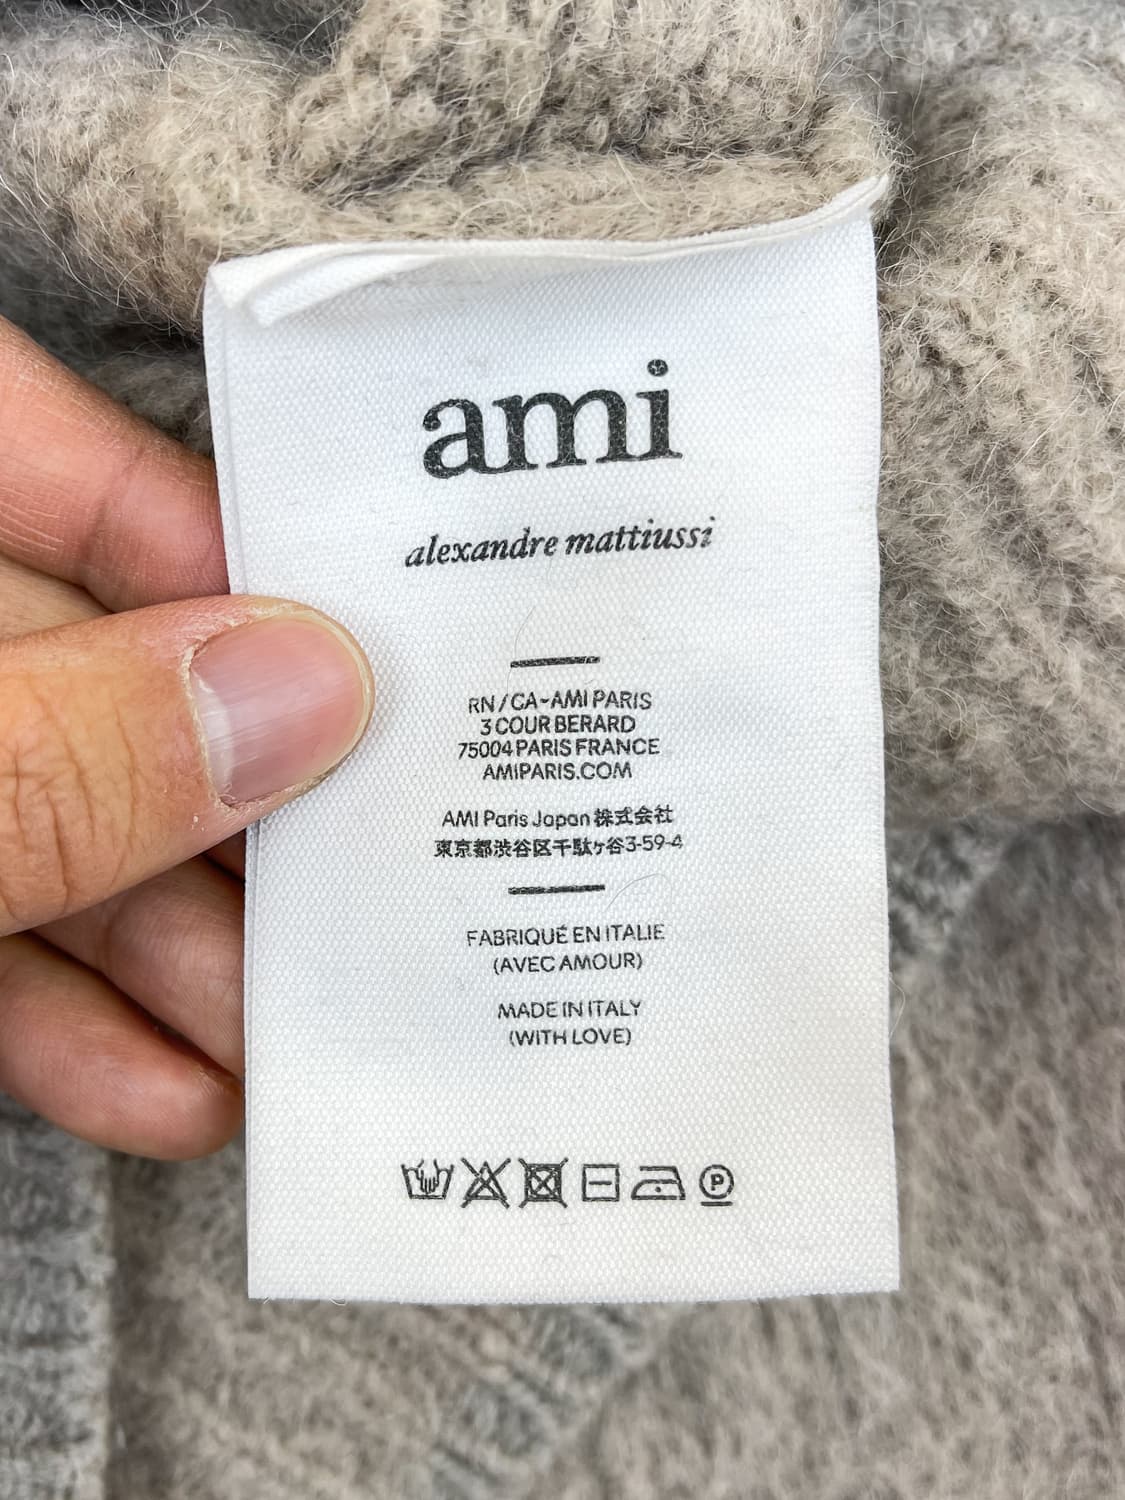 ami
alexandre mattiussi
RN/CA~AMI PARIS
3 COUR BERARD
75004 PARIS FRANCE
AMIPARIS.COM
AMI Paris Japan 株式会社
東京都渋谷区千駄ヶ谷3-59-4
FABRIQUÉ EN ITALIE
(AVEC AMOUR)
MADE IN ITALY
(WITH LOVE)
P